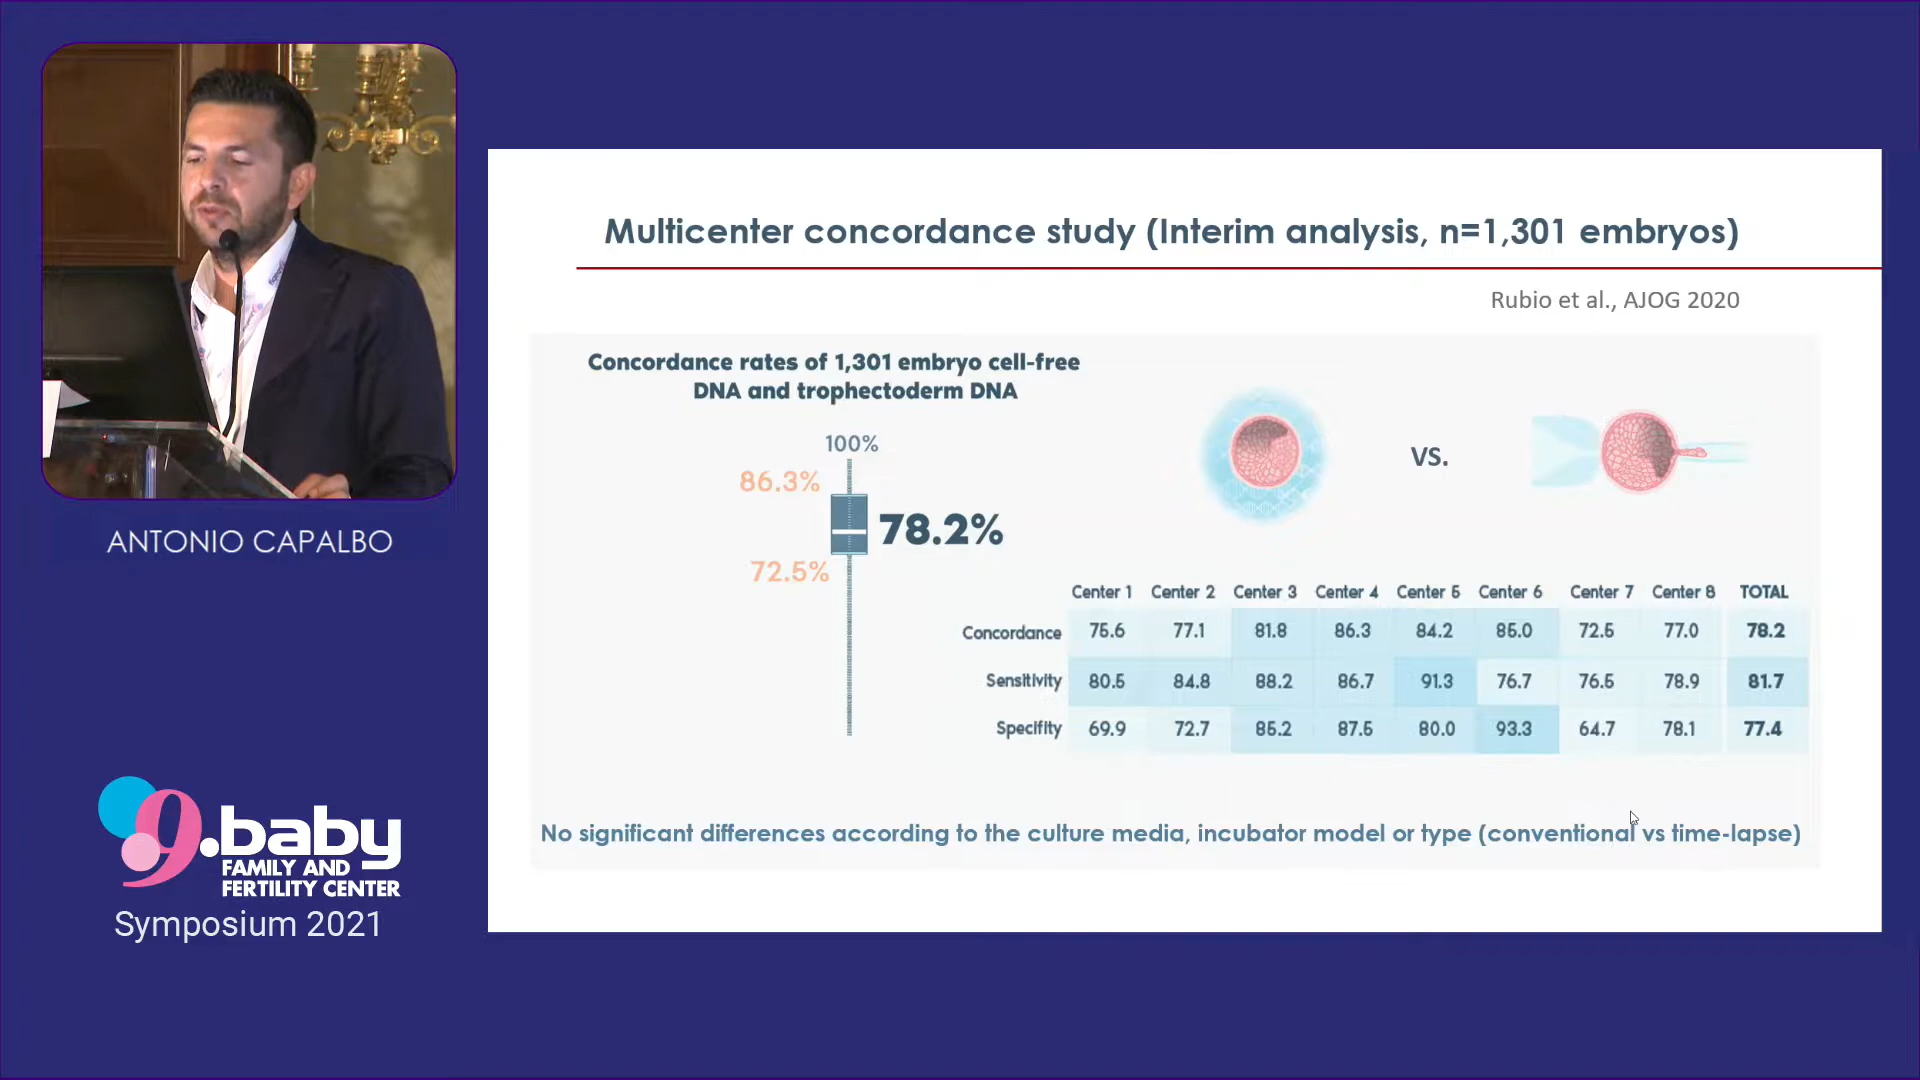 ANTONIO CAPALBO
9.baby
FAMILY AND
FERTILITY CENTER
Symposium 2021
Multicenter concordance study (Interim analysis, n=1,301 embryos)
Rubio et al., AJOG 2020
Concordance rates of 1,301 embryo cell-free
DNA and trophectoderm DNA
100%
86.3%
78.2%
72.5%
VS.
Center 1 Center 2 Center 3 Center 4 Center 5 Center 6 Center 7 Center 8 TOTAL
Concordance 75.6 77.1 81.8 86.3 84.2 85.0 72.5 77.0 78.2
Sensitivity 80.5 84.8 88.2 86.7 91.3 76.7 76.5 78.9 81.7
Specifity 69.9 72.7 85.2 87.5 80.0 93.3 64.7 78.1 77.4
No significant differences according to the culture media, incubator model or type (conventional vs time-lapse)